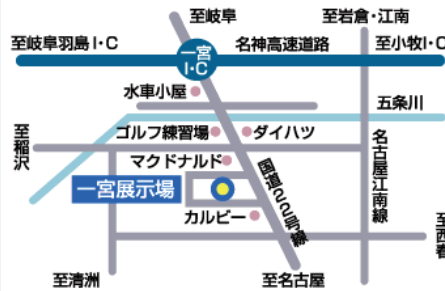 至岐阜
至岩倉・江南
至岐阜羽島I・C
一宮
I・C
名神高速道路
至小牧I・C
水車小屋
五条川
至稲沢
ゴルフ練習場
ダイハツ
名古屋江南線
マクドナルド
国道22号線
一宮展示場
カルビー
至西春
至清洲
至名古屋